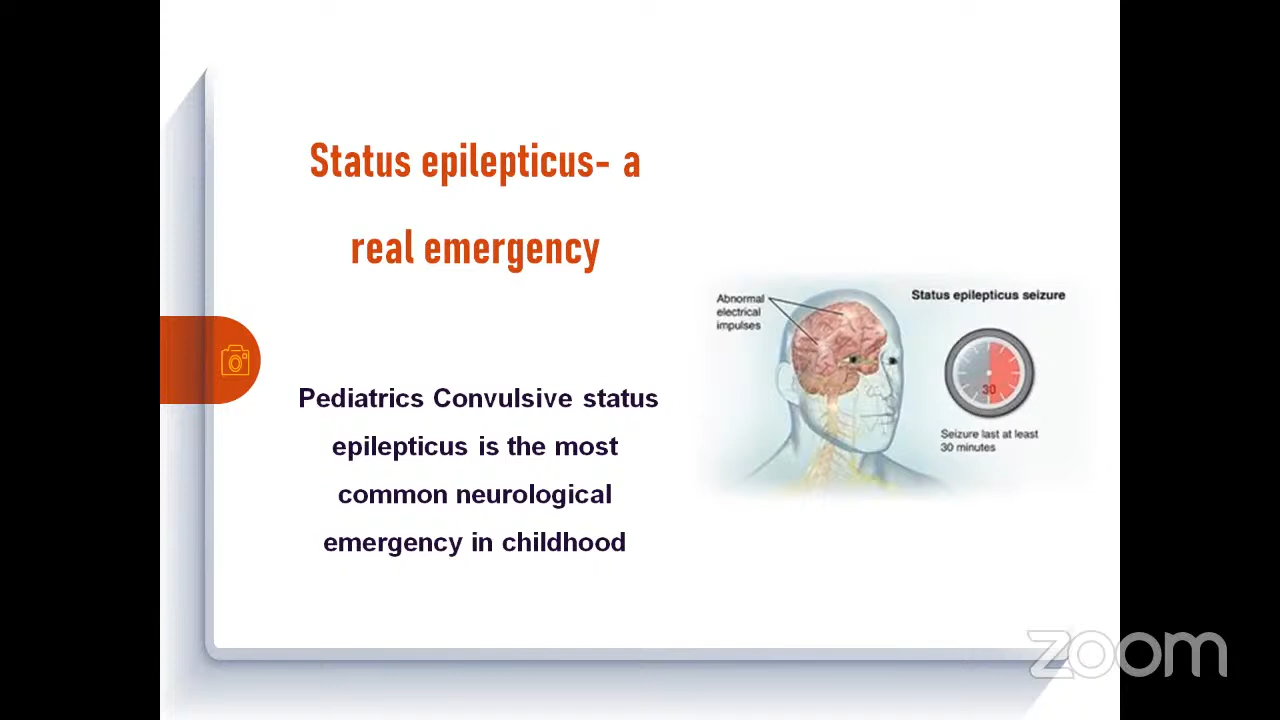 Status epilepticus- a
real emergency
Pediatrics Convulsive status
epilepticus is the most
common neurological
emergency in childhood
Abnormal
electrical
impulses
Status epilepticus seizure
30
Seizure last at least
30 minutes
zoom